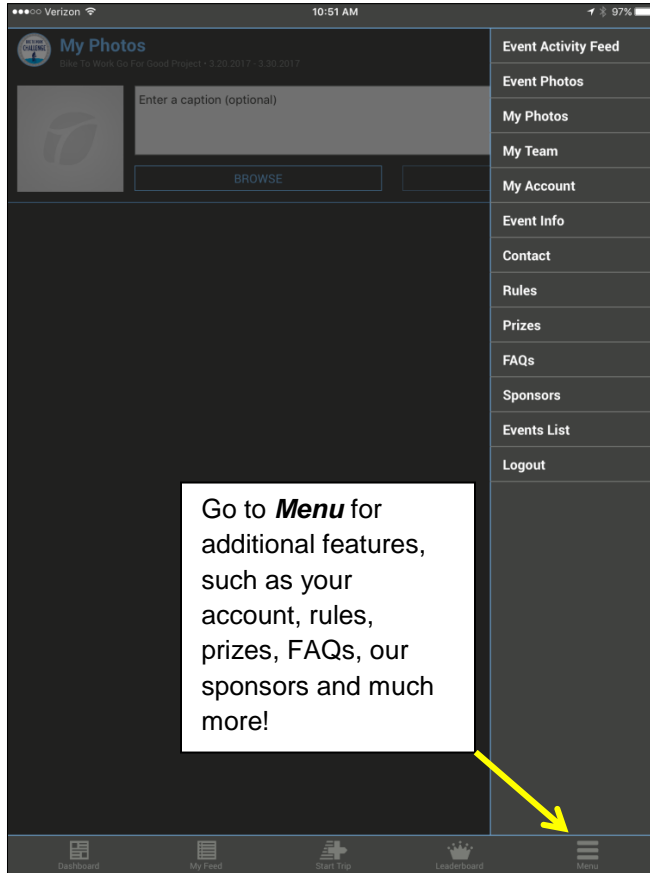 Verizon
10:51 AM
97%
My Photos
Bike To Work Go For Good Project • 3.20.2017 - 3.30.2017
Enter a caption (optional)
BROWSE
Event Activity Feed
Event Photos
My Photos
My Team
My Account
Event Info
Contact
Rules
Prizes
FAQs
Sponsors
Events List
Logout
Go to Menu for
additional features,
such as your
account, rules,
prizes, FAQs, our
sponsors and much
more!
Dashboard
My Feed
Start Trip
Leaderboard
Menu